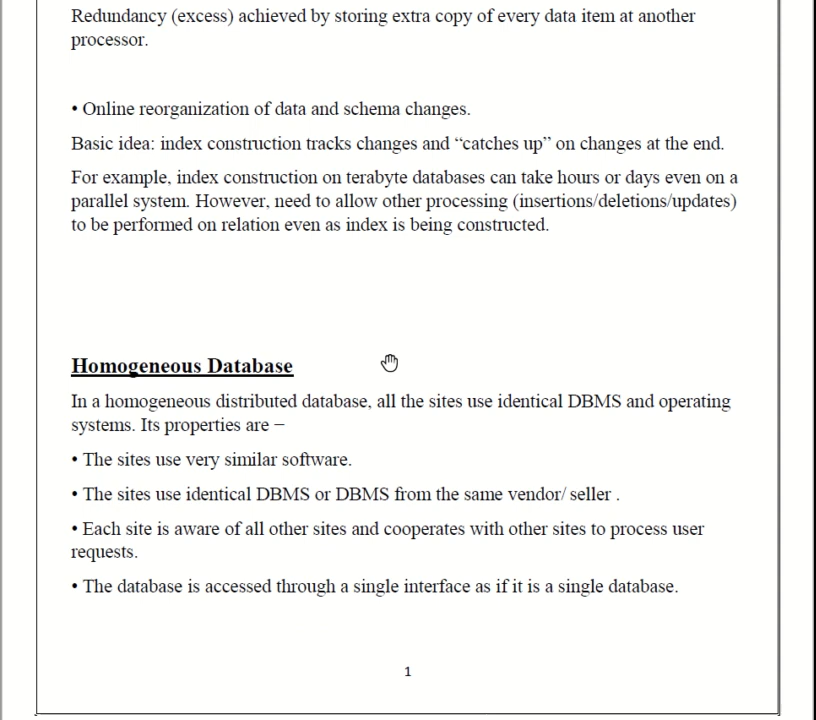 Redundancy (excess) achieved by storing extra copy of every data item at another
processor.
• Online reorganization of data and schema changes.
Basic idea: index construction tracks changes and “catches up” on changes at the end.
For example, index construction on terabyte databases can take hours or days even on a
parallel system. However, need to allow other processing (insertions/deletions/updates)
to be performed on relation even as index is being constructed.
Homogeneous Database
In a homogeneous distributed database, all the sites use identical DBMS and operating
systems. Its properties are −
• The sites use very similar software.
• The sites use identical DBMS or DBMS from the same vendor/ seller .
• Each site is aware of all other sites and cooperates with other sites to process user
requests.
• The database is accessed through a single interface as if it is a single database.
1